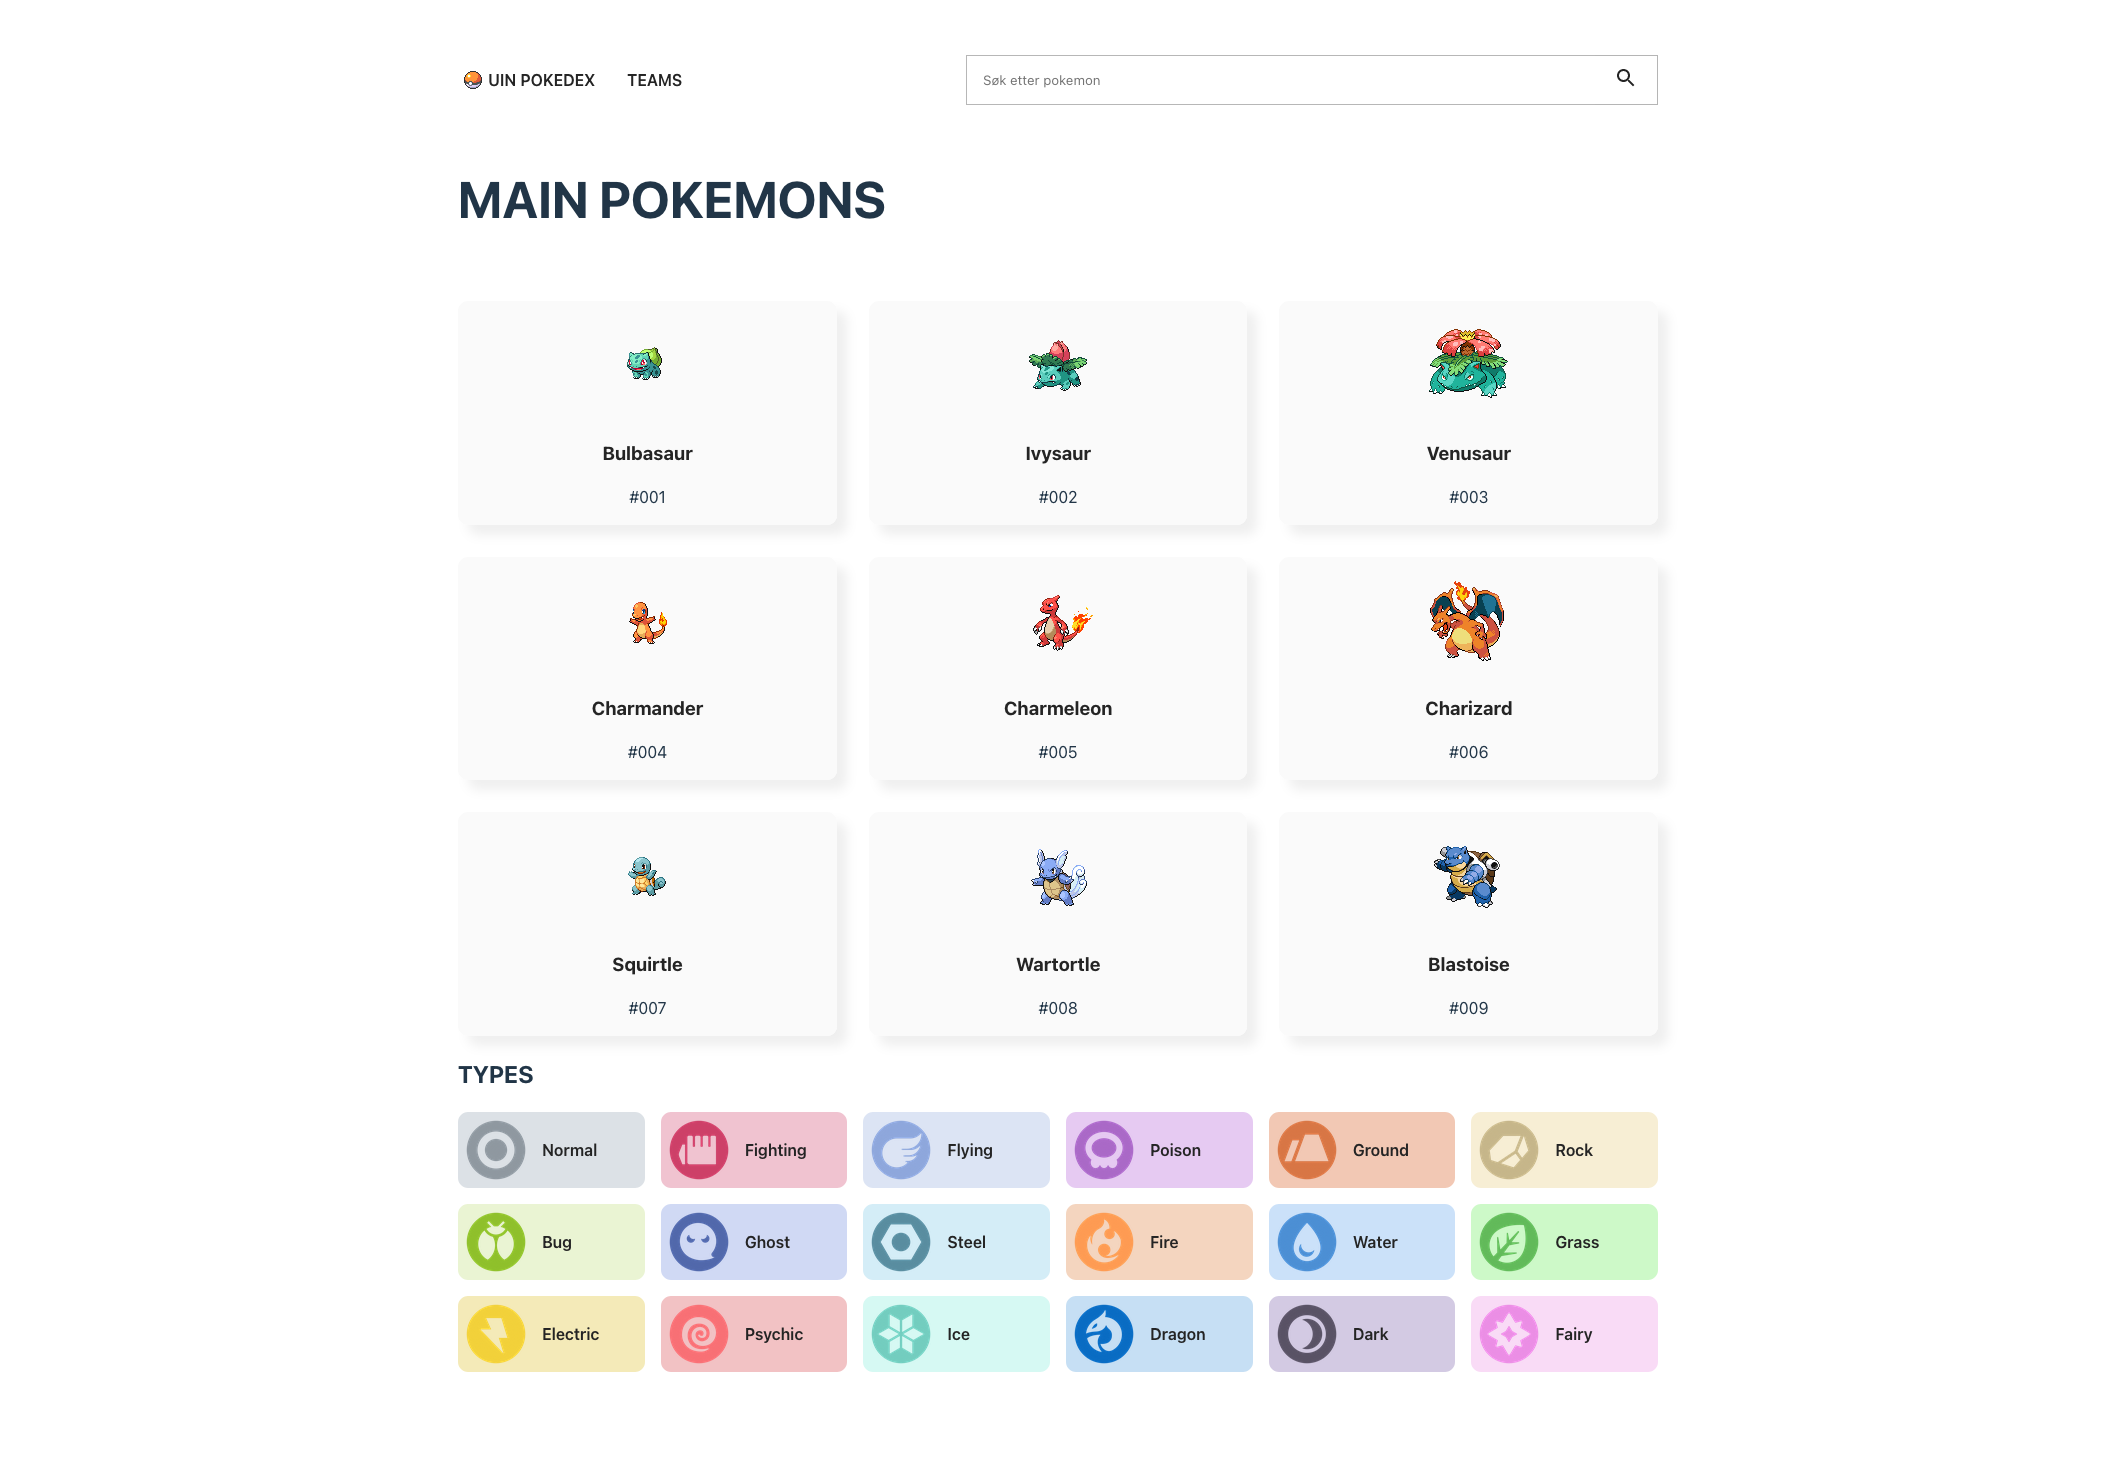 UIN POKEDEX TEAMS Søk etter pokemon
MAIN POKEMONS
Bulbasaur Ivysaur Venusaur
#001 #002 #003
Charmander Charmeleon Charizard
#004 #005 #006
Squirtle Wartortle Blastoise
#007 #008 #009
TYPES
Normal Fighting Flying Poison Ground Rock
Bug Ghost Steel Fire Water Grass
Electric Psychic Ice Dragon Dark Fairy